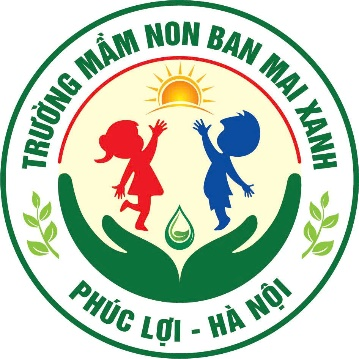 TRƯỜNG MẦM NON BAN MAI XANH
PHÚC LỢI - HÀ NỘI